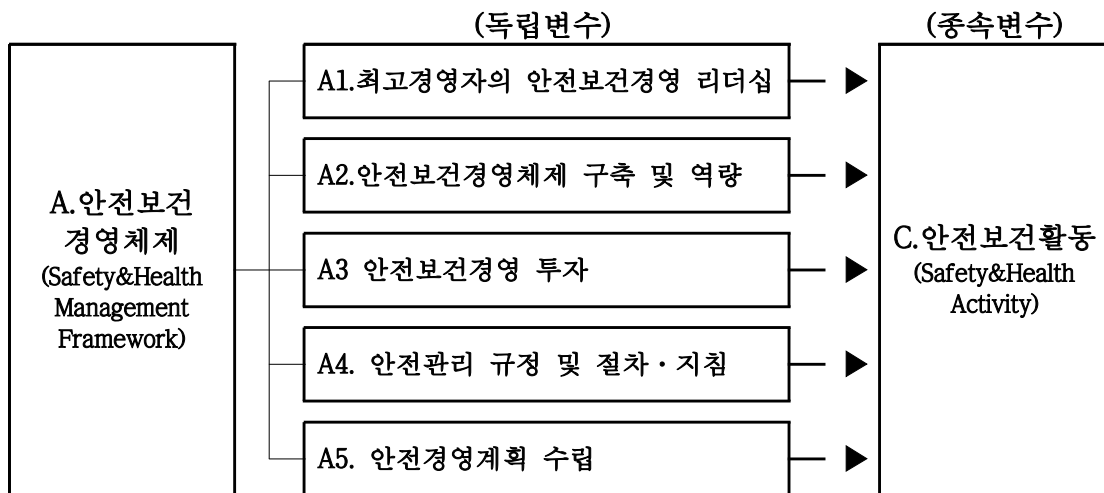 (독립변수)
(종속변수)
A.안전보건
경영체제
(Safety&Health
Management
Framework)
A1.최고경영자의 안전보건경영 리더십
A2.안전보건경영체제 구축 및 역량
A3 안전보건경영 투자
A4. 안전관리 규정 및 절차·지침
A5. 안전경영계획 수립
C.안전보건활동
(Safety&Health
Activity)